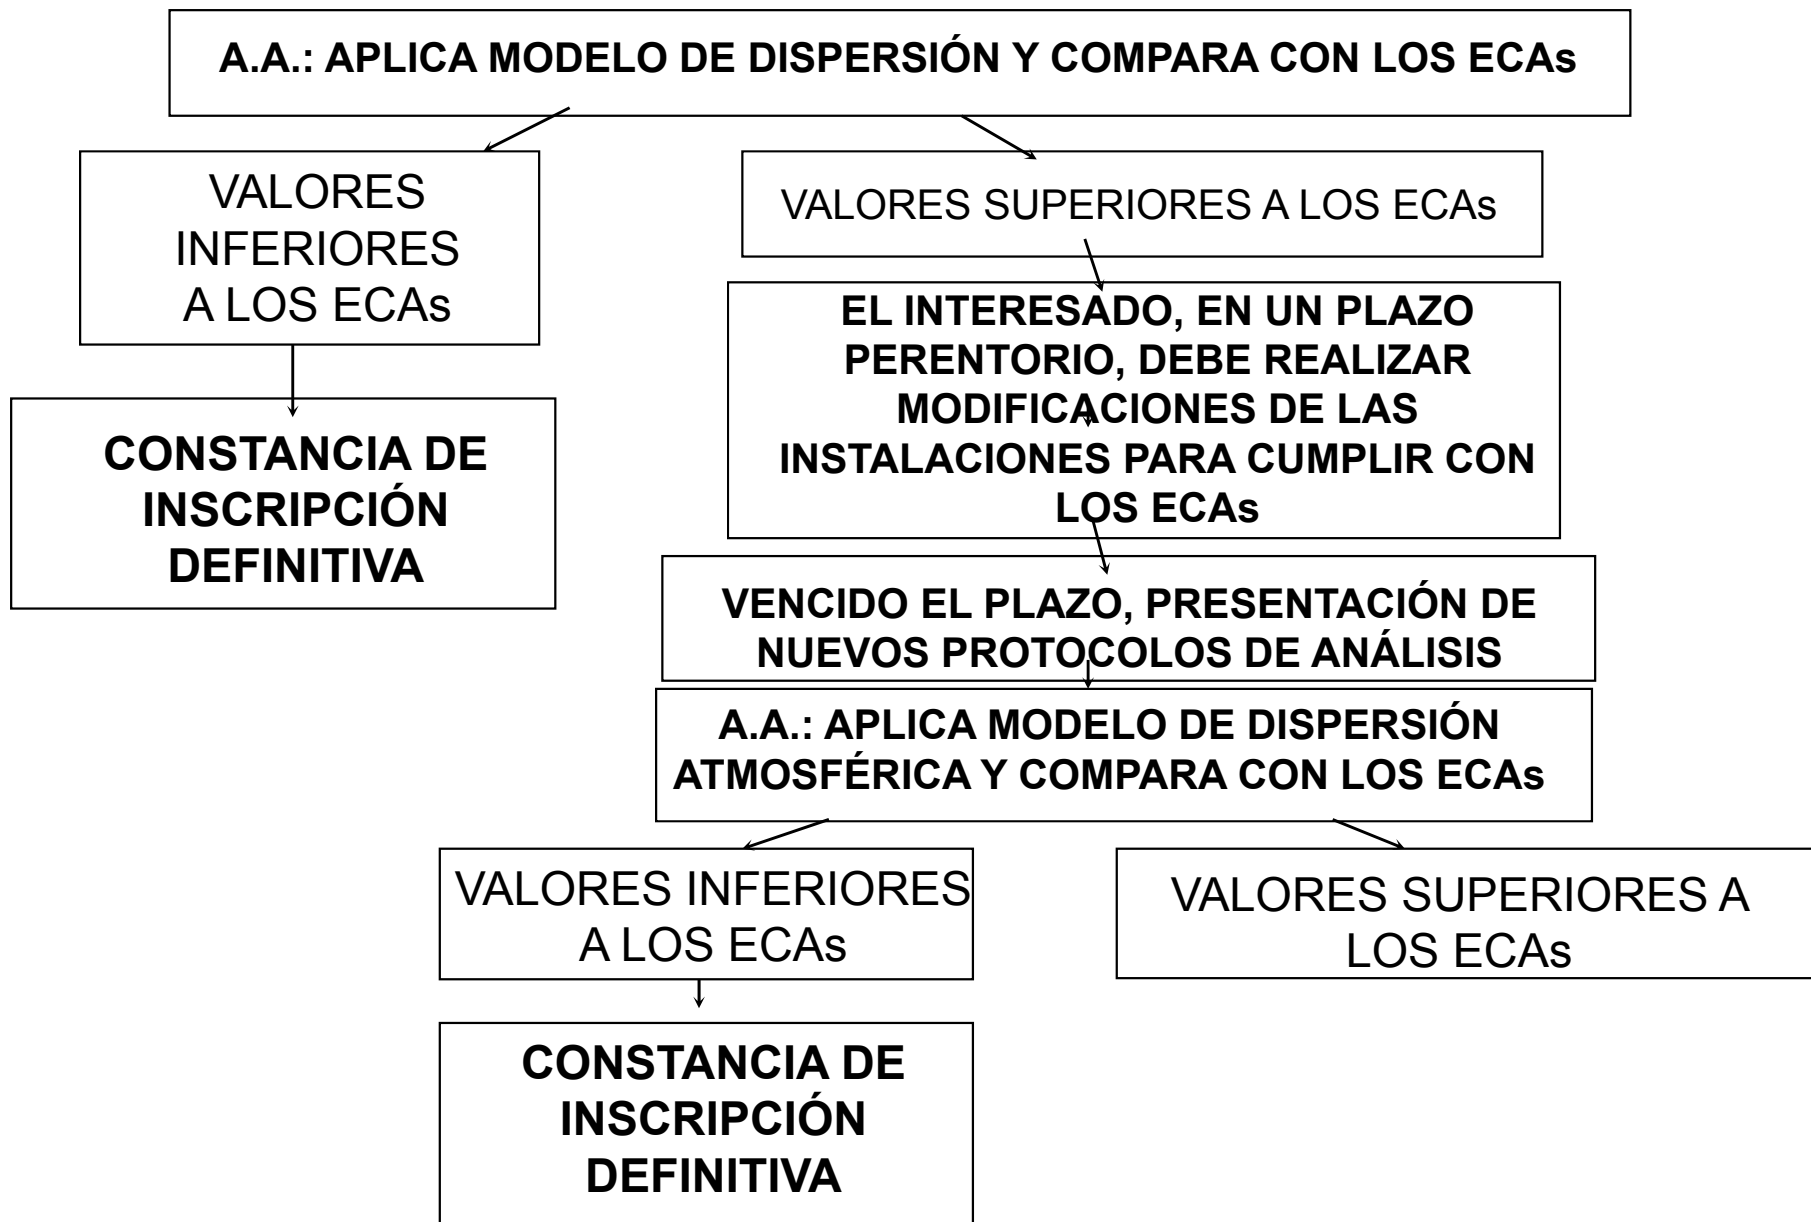 A.A.: APLICA MODELO DE DISPERSIÓN Y COMPARA CON LOS ECAs
VALORES
INFERIORES
A LOS ECAs
VALORES SUPERIORES A LOS ECAs
CONSTANCIA DE
INSCRIPCIÓN
DEFINITIVA
EL INTERESADO, EN UN PLAZO
PERENTORIO, DEBE REALIZAR
MODIFICACIONES DE LAS
INSTALACIONES PARA CUMPLIR CON
LOS ECAs
VENCIDO EL PLAZO, PRESENTACIÓN DE
NUEVOS PROTOCOLOS DE ANÁLISIS
A.A.: APLICA MODELO DE DISPERSIÓN
ATMOSFÉRICA Y COMPARA CON LOS ECAs
VALORES INFERIORES
A LOS ECAs
VALORES SUPERIORES A
LOS ECAs
CONSTANCIA DE
INSCRIPCIÓN
DEFINITIVA